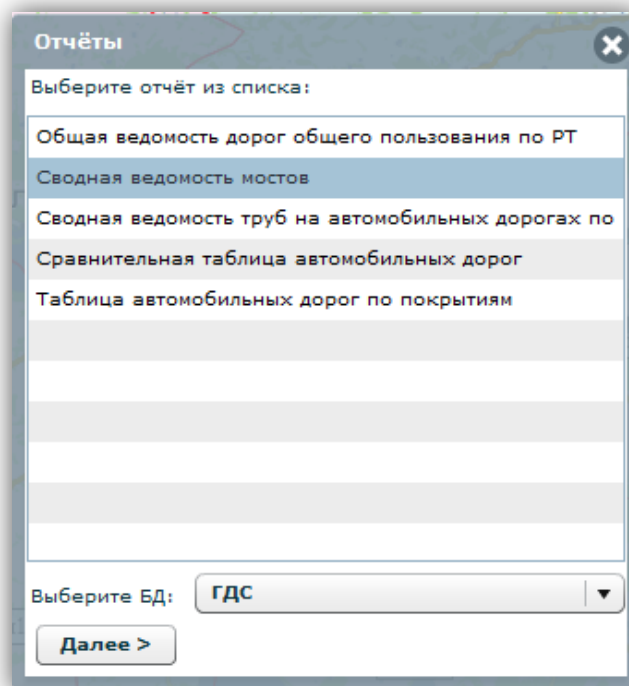 Отчёты
Выберите отчёт из списка:
Общая ведомость дорог общего пользования по РТ
Сводная ведомость мостов
Сводная ведомость труб на автомобильных дорогах по
Сравнительная таблица автомобильных дорог
Таблица автомобильных дорог по покрытиям
Выберите БД: ГДС
Далее >